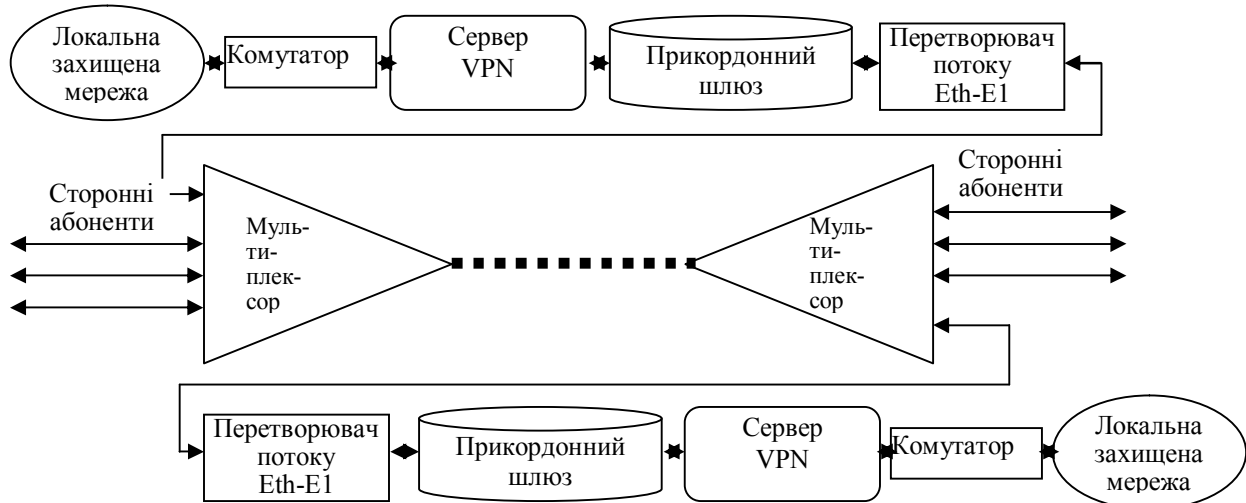 Локальна
захищена
мережа
Комутатор
Сервер
VPN
Прикордонний
шлюз
Перетворювач
потоку
Eth-E1
Сторонні
абоненти
Муль-
ти-
плек-
сор
Муль-
ти-
плек-
сор
Сторонні
абоненти
Перетворювач
потоку
Eth-E1
Прикордонний
шлюз
Сервер
VPN
Комутатор
Локальна
захищена
мережа